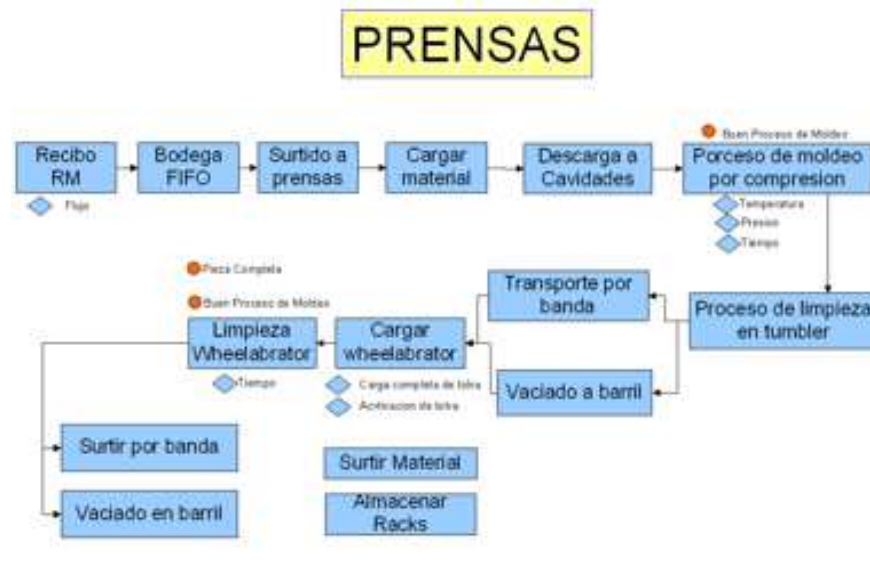 PRENSAS
Buen Proceso de Moldeo
Recibo
RM
Bodega
FIFO
Surtido a
prensas
Cargar
material
Descarga a
Cavidades
Porceso de moldeo
por compresion
Flujo
Temperatura
Presion
Tiempo
Pieza Completa
Buen Proceso de Moldeo
Transporte por
banda
Proceso de limpieza
en tumbler
Limpieza
Wheelabrator
Cargar
wheelabrator
Tiempo
Carga completa de tolva
Activacion de tolva
Vaciado a barril
Surtir por banda
Surtir Material
Vaciado en barril
Almacenar
Racks